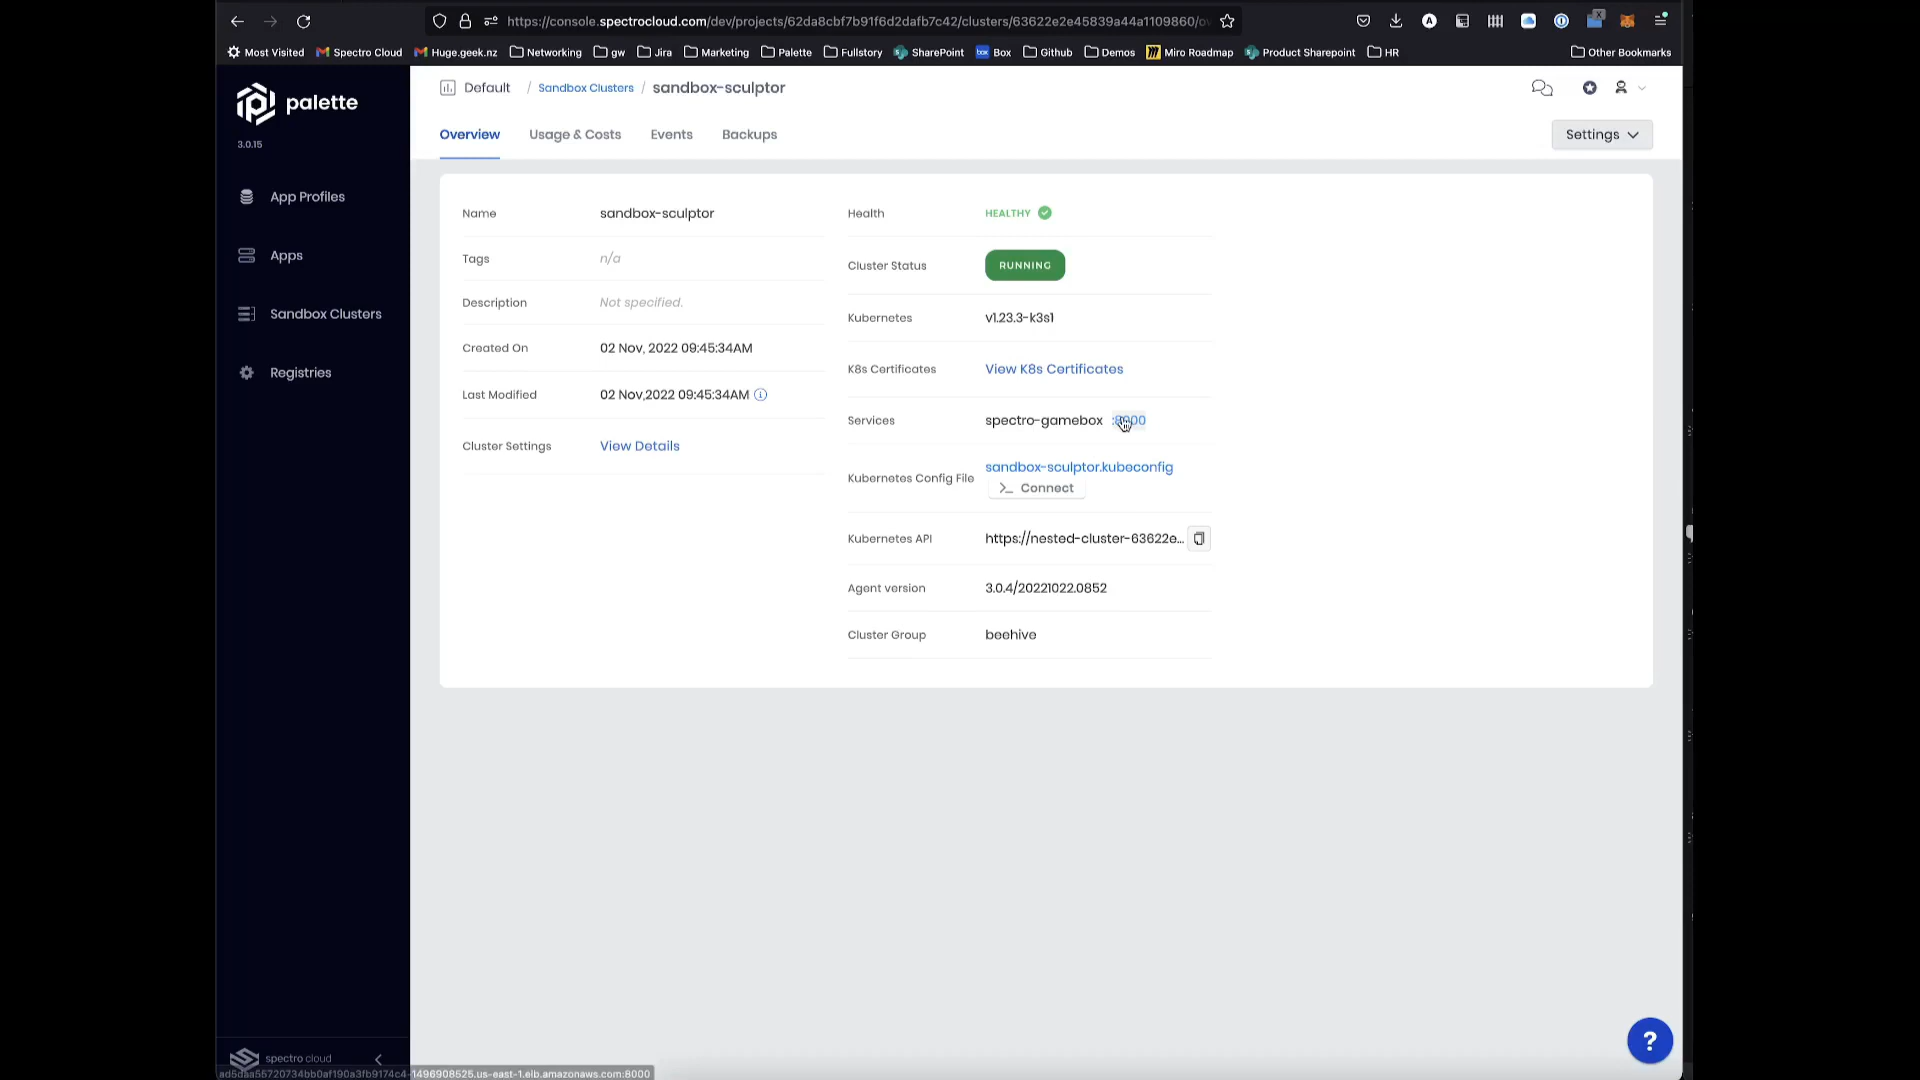 https://console.spectrocloud.com/dev/projects/62da8cbf7b91f6d2dafb7c42/clusters/63622e2e45839a44a1109860/ov
Most Visited Spectro Cloud Huge.geek.nz Networking gw Jira Marketing Palette Fullstory SharePoint Box Github Demos Miro Roadmap Product Sharepoint HR Other Bookmarks
palette
3.0.15
Default / Sandbox Clusters / sandbox-sculptor
Overview Usage & Costs Events Backups Settings
App Profiles
Apps
Sandbox Clusters
Registries
Name sandbox-sculptor
Tags n/a
Description Not specified.
Created On 02 Nov, 2022 09:45:34AM
Last Modified 02 Nov,2022 09:45:34AM
Cluster Settings View Details
Health HEALTHY
Cluster Status RUNNING
Kubernetes v1.23.3-k3s1
K8s Certificates View K8s Certificates
Services spectro-gamebox :8000
Kubernetes Config File sandbox-sculptor.kubeconfig
>_ Connect
Kubernetes API https://nested-cluster-63622e...
Agent version 3.0.4/20221022.0852
Cluster Group beehive
?
spectro cloud